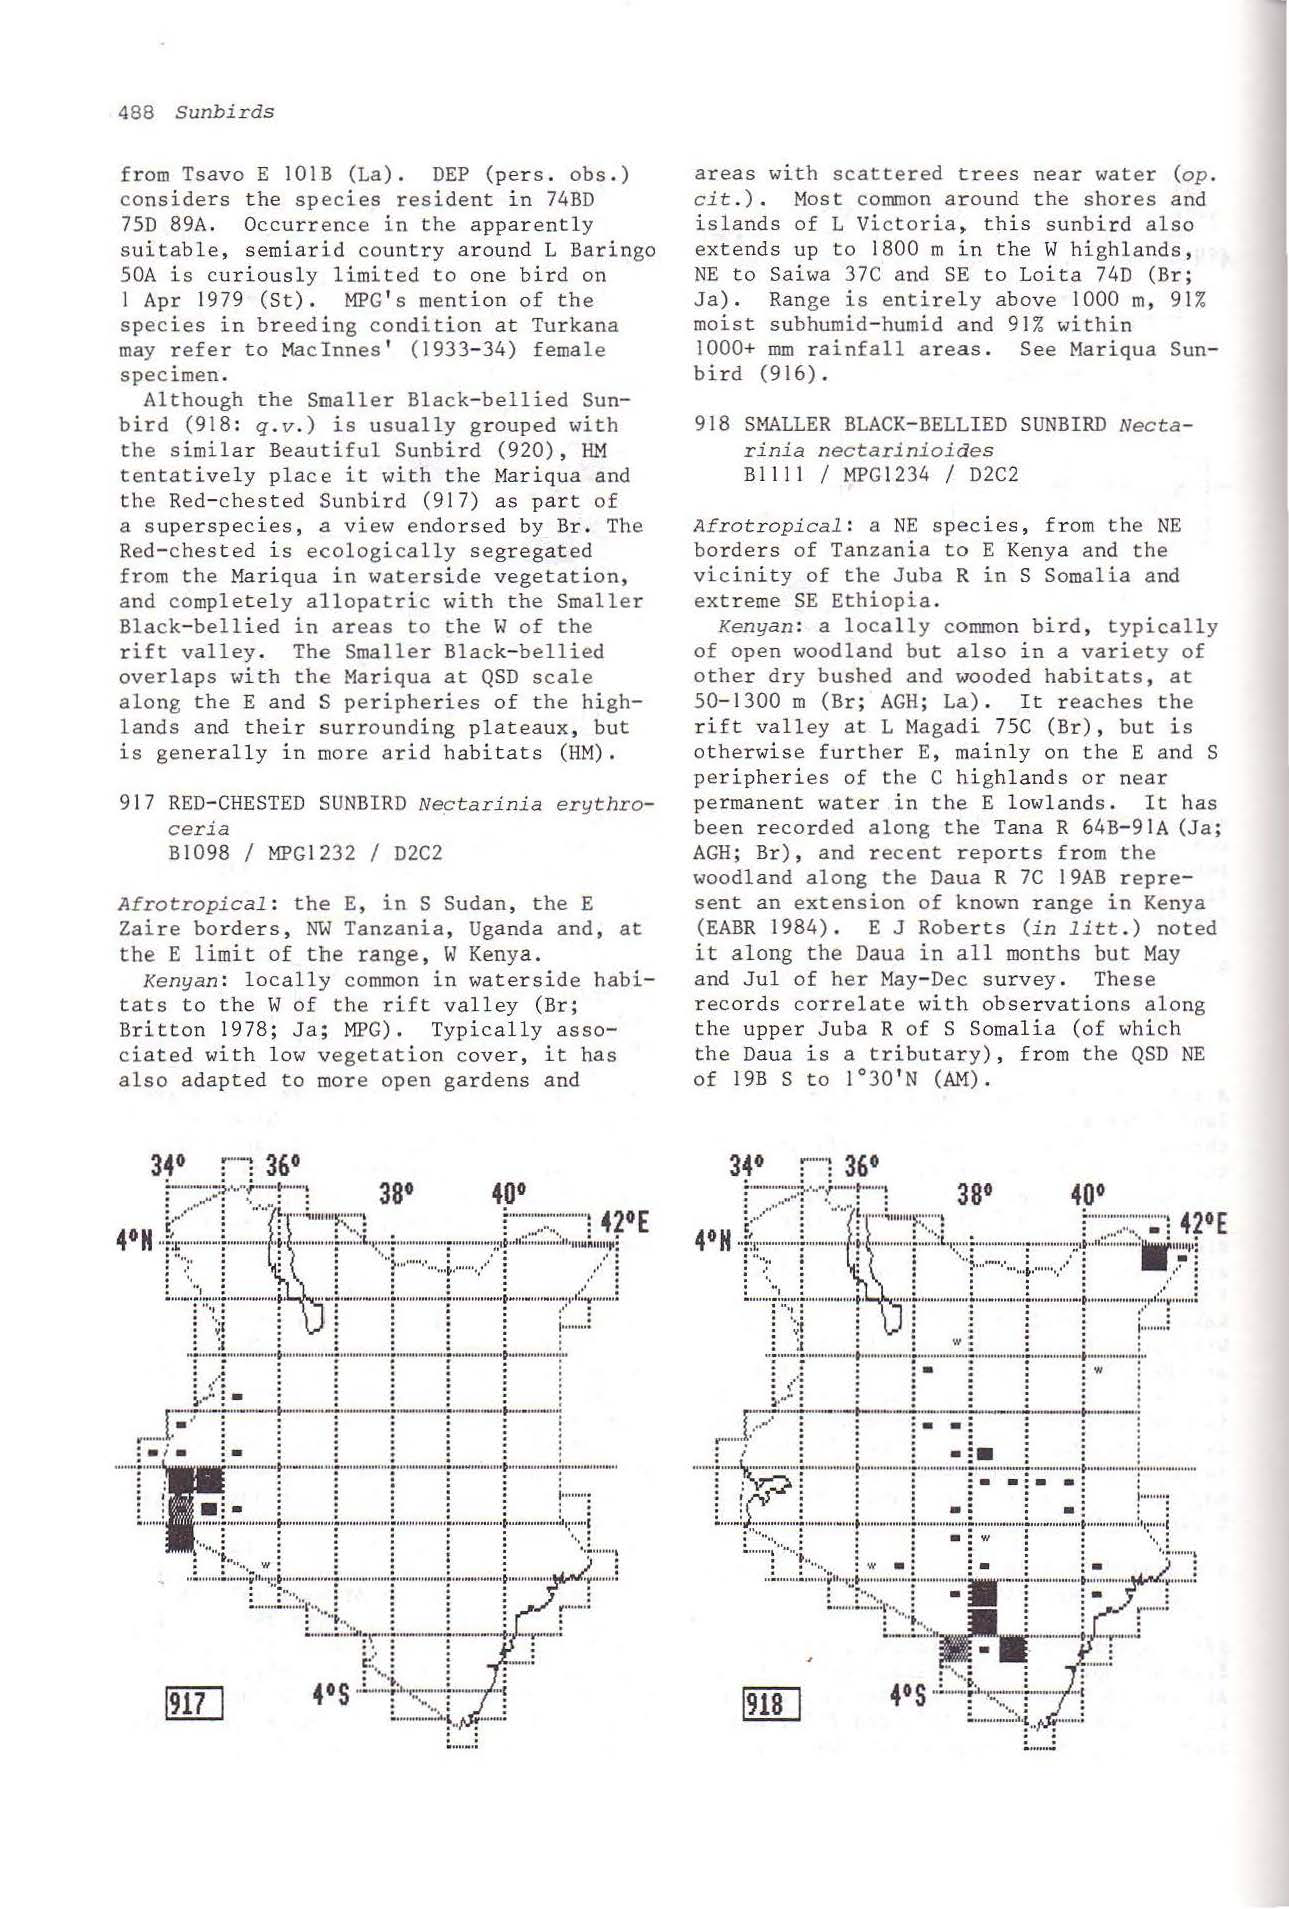 488 Sunbirds
from Tsavo E 101B (La). DEP (pers. obs.)
considers the species resident in 74BD
75D 89A. Occurrence in the apparently
suitable, semiarid country around L Baringo
50A is curiously limited to one bird on
1 Apr 1979 (St). MPG's mention of the
species in breeding condition at Turkana
may refer to MacInnes' (1933-34) female
specimen.
Although the Smaller Black-bellied Sun-
bird (918: q.v.) is usually grouped with
the similar Beautiful Sunbird (920), HM
tentatively place it with the Mariqua and
the Red-chested Sunbird (917) as part of
a superspecies, a view endorsed by Br. The
Red-chested is ecologically segregated
from the Mariqua in waterside vegetation,
and completely allopatric with the Smaller
Black-bellied in areas to the W of the
rift valley. The Smaller Black-bellied
overlaps with the Mariqua at QSD scale
along the E and S peripheries of the high-
lands and their surrounding plateaux, but
is generally in more arid habitats (HM).
917 RED-CHESTED SUNBIRD Nectarinia erythro-
ceria
B1098 / MPG1232 / D2C2
Afrotropical: the E, in S Sudan, the E
Zaire borders, NW Tanzania, Uganda and, at
the E limit of the range, W Kenya.
Kenyan: locally common in waterside habi-
tats to the W of the rift valley (Br;
Britton 1978; Ja; MPG). Typically asso-
ciated with low vegetation cover, it has
also adapted to more open gardens and
areas with scattered trees near water (op.
cit.). Most common around the shores and
islands of L Victoria, this sunbird also
extends up to 1800 m in the W highlands,
NE to Saiwa 37C and SE to Loita 74D (Br;
Ja). Range is entirely above 1000 m, 91%
moist subhumid-humid and 91% within
1000+ mm rainfall areas. See Mariqua Sun-
bird (916).
918 SMALLER BLACK-BELLIED SUNBIRD Necta-
rinia nectarinioides
B1111 / MPG1234 / D2C2
Afrotropical: a NE species, from the NE
borders of Tanzania to E Kenya and the
vicinity of the Juba R in S Somalia and
extreme SE Ethiopia.
Kenyan: a locally common bird, typically
of open woodland but also in a variety of
other dry bushed and wooded habitats, at
50-1300 m (Br; AGH; La). It reaches the
rift valley at L Magadi 75C (Br), but is
otherwise further E, mainly on the E and S
peripheries of the C highlands or near
permanent water in the E lowlands. It has
been recorded along the Tana R 64B-91A (Ja;
AGH; Br), and recent reports from the
woodland along the Daua R 7C 19AB repre-
sent an extension of known range in Kenya
(EABR 1984). E J Roberts (in litt.) noted
it along the Daua in all months but May
and Jul of her May-Dec survey. These
records correlate with observations along
the upper Juba R of S Somalia (of which
the Daua is a tributary), from the QSD NE
of 19B S to 1°30'N (AM).
34° 36°
38° 40°
42°E
4°N
w
4°S
917
34° 36°
38° 40°
42°E
4°N
w
w
w
w
4°S
918